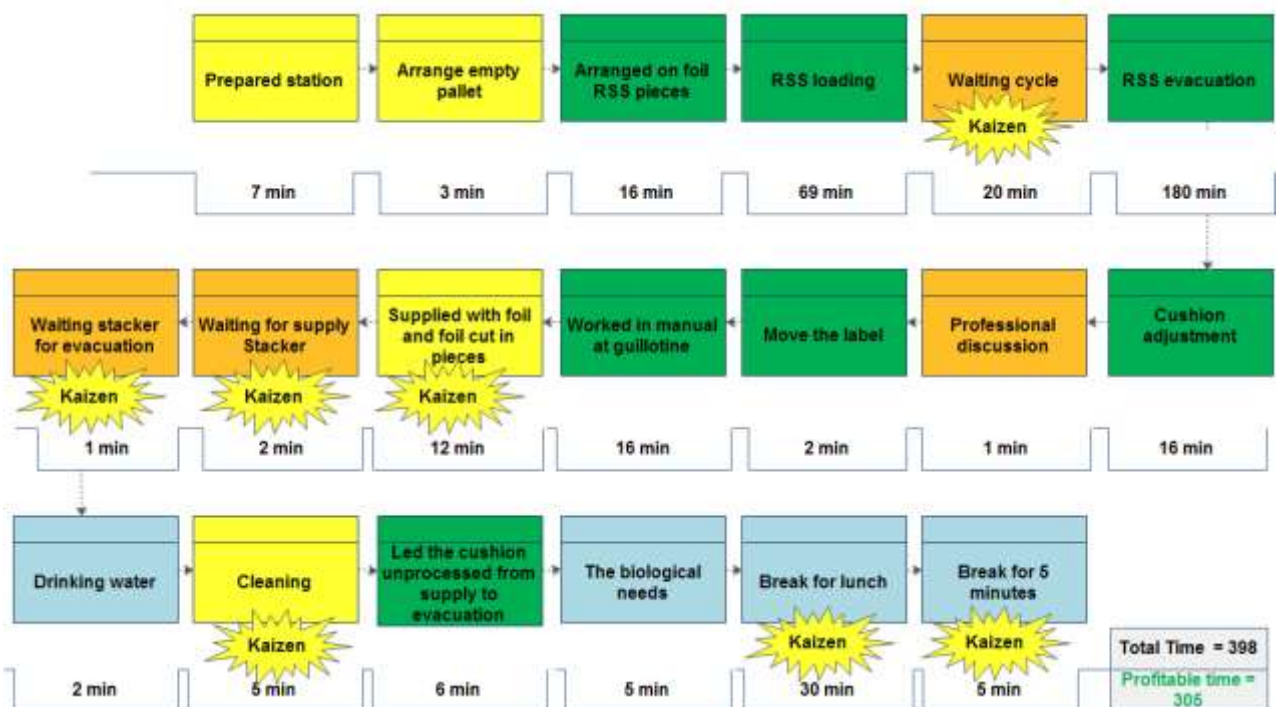 Prepared station
Arrange empty
pallet
Arranged on foil
RSS pieces
RSS loading
Waiting cycle
Kaizen
RSS evacuation
7 min
3 min
16 min
69 min
20 min
180 min
Waiting stacker
for evacuation
Kaizen
Waiting for supply
Stacker
Kaizen
Supplied with foil
and foil cut in
pieces
Kaizen
Worked in manual
at guillotine
Move the label
Professional
discussion
Cushion
adjustment
1 min
2 min
12 min
16 min
2 min
1 min
16 min
Drinking water
Cleaning
Kaizen
Led the cushion
unprocessed from
supply to
evacuation
The biological
needs
Break for lunch
Kaizen
Break for 5
minutes
Kaizen
2 min
5 min
6 min
5 min
30 min
5 min
Total Time = 398
Profitable time =
305